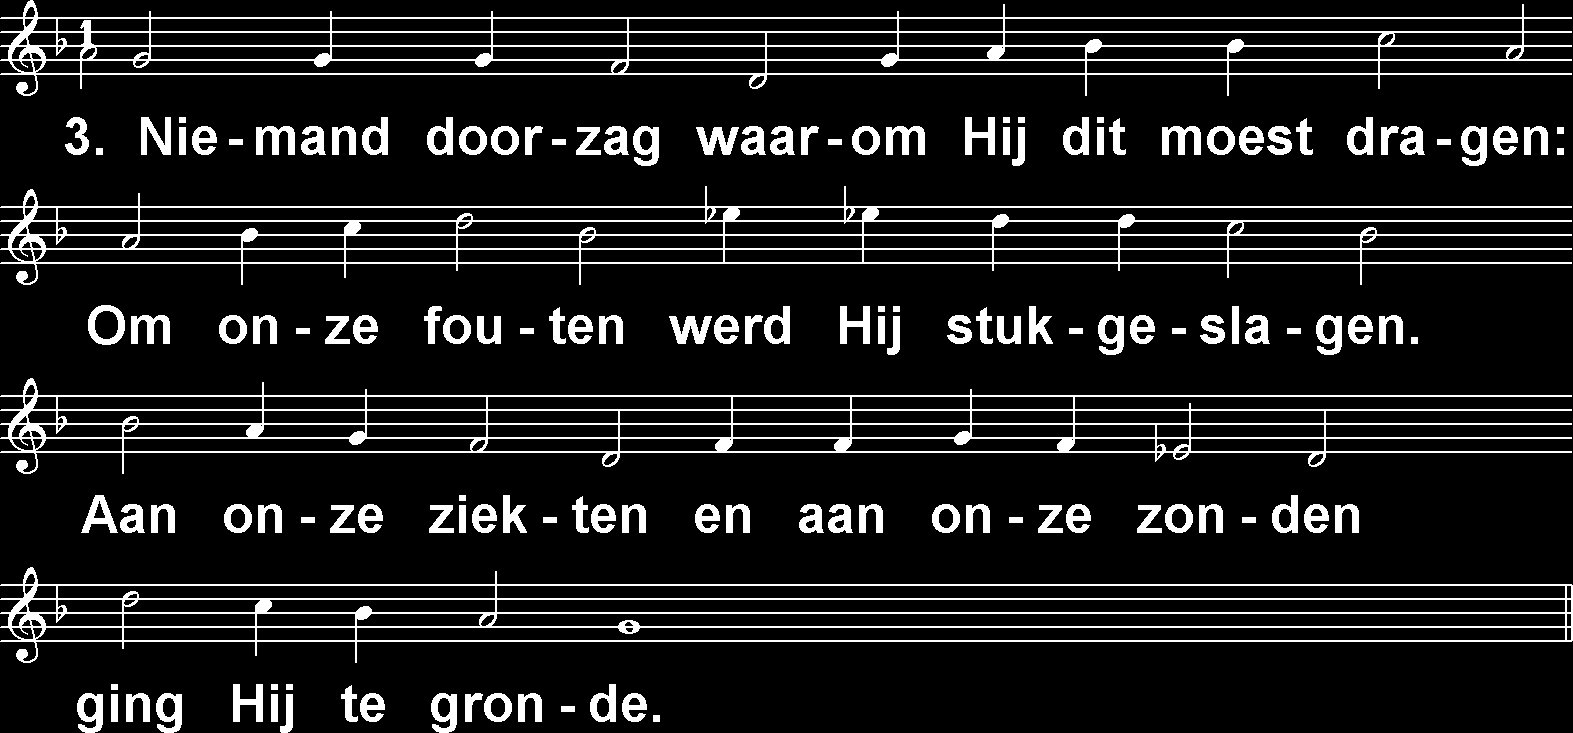 1
3. Nie - mand door - zag waar - om Hij dit moest dra - gen:
Om on - ze fou - ten werd Hij stuk - ge - sla - gen.
Aan on - ze ziek - ten en aan on - ze zon - den
ging Hij te gron - de.